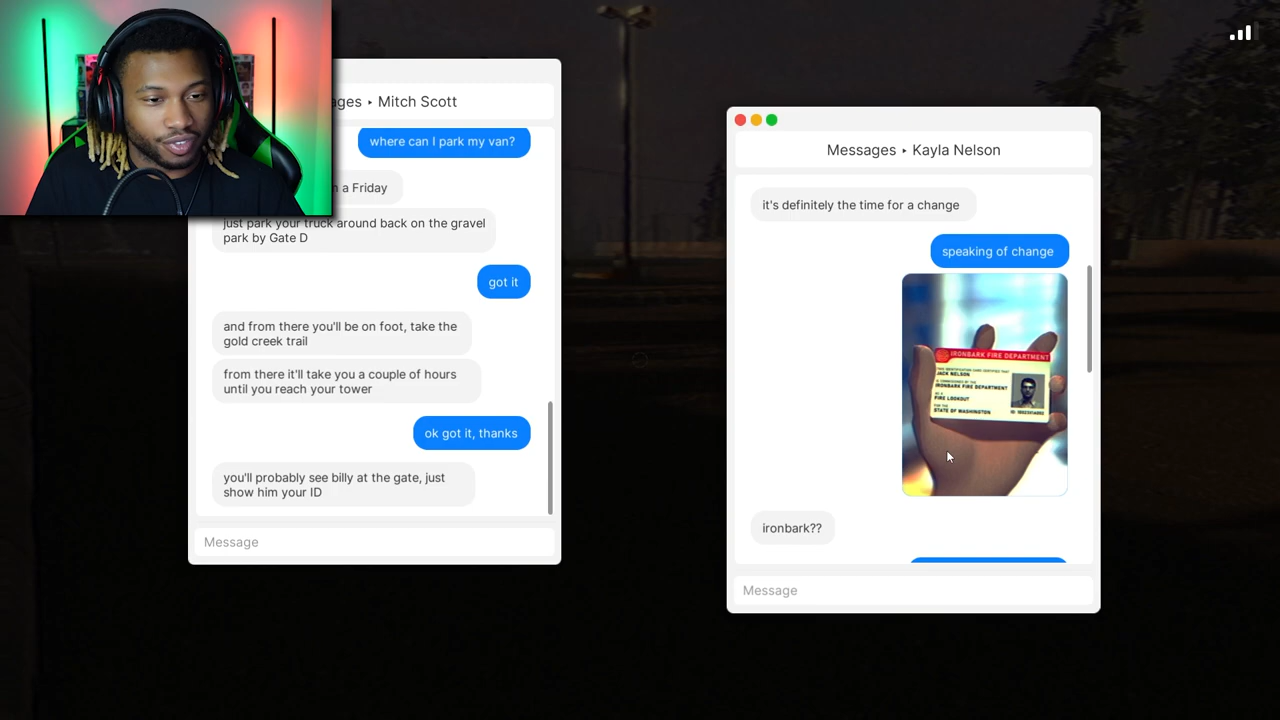 ages ▸ Mitch Scott
where can I park my van?
n a Friday
just park your truck around back on the gravel
park by Gate D
got it
and from there you'll be on foot, take the
gold creek trail
from there it'll take you a couple of hours
until you reach your tower
ok got it, thanks
you'll probably see billy at the gate, just
show him your ID
Message
Messages ▸ Kayla Nelson
it's definitely the time for a change
speaking of change
IRONBARK FIRE DEPARTMENT
JACK NELSON
IRONBARK FIRE DEPARTMENT
FIRE LOOKOUT
STATE OF WASHINGTON
ironbark??
Message